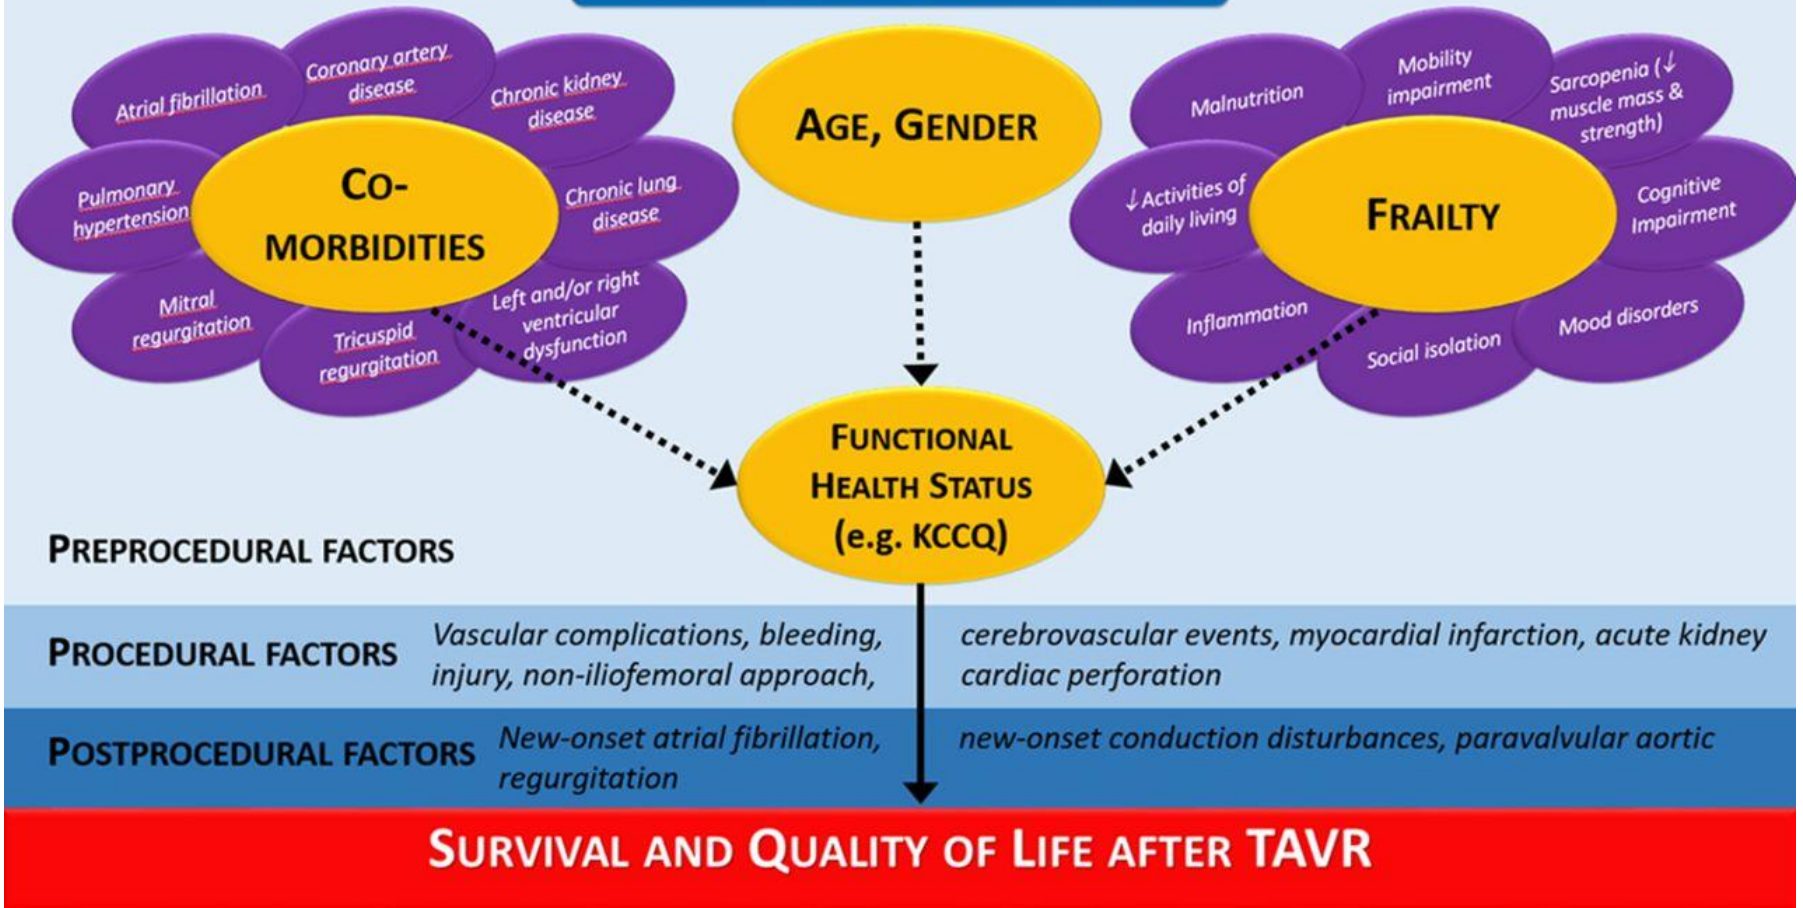 Atrial fibrillation
Coronary artery
disease
Chronic kidney
disease
Pulmonary
hypertension
CO-
MORBIDITIES
Chronic lung
disease
Mitral
regurgitation
Tricuspid
regurgitation
Left and/or right
ventricular
dysfunction
AGE, GENDER
Malnutrition
Mobility
impairment
Sarcopenia (↓
muscle mass &
strength)
↓Activities of
daily living
FRAILTY
Cognitive
Impairment
Inflammation
Social isolation
Mood disorders
FUNCTIONAL
HEALTH STATUS
(e.g. KCCQ)
PREPROCEDURAL FACTORS
PROCEDURAL FACTORS
Vascular complications, bleeding, cerebrovascular events, myocardial infarction, acute kidney
injury, non-iliofemoral approach, cardiac perforation
POSTPROCEDURAL FACTORS
New-onset atrial fibrillation, new-onset conduction disturbances, paravalvular aortic
regurgitation
SURVIVAL AND QUALITY OF LIFE AFTER TAVR